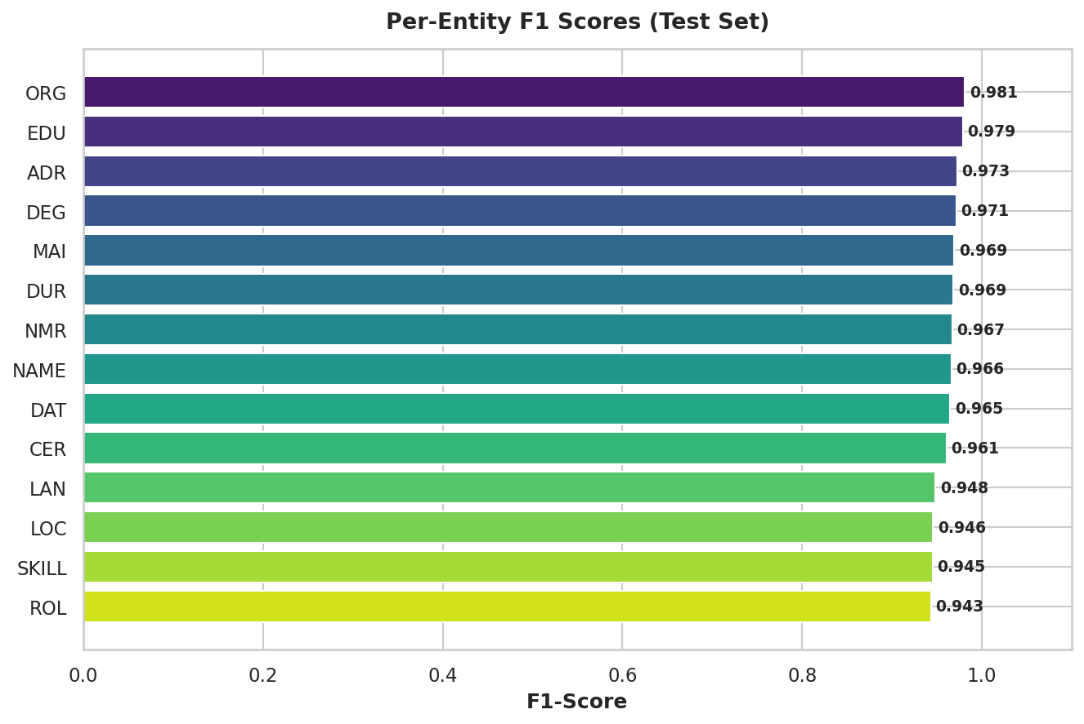 Per-Entity F1 Scores (Test Set)
ORG 0.981
EDU 0.979
ADR 0.973
DEG 0.971
MAI 0.969
DUR 0.969
NMR 0.967
NAME 0.966
DAT 0.965
CER 0.961
LAN 0.948
LOC 0.946
SKILL 0.945
ROL 0.943
0.0 0.2 0.4 0.6 0.8 1.0
F1-Score